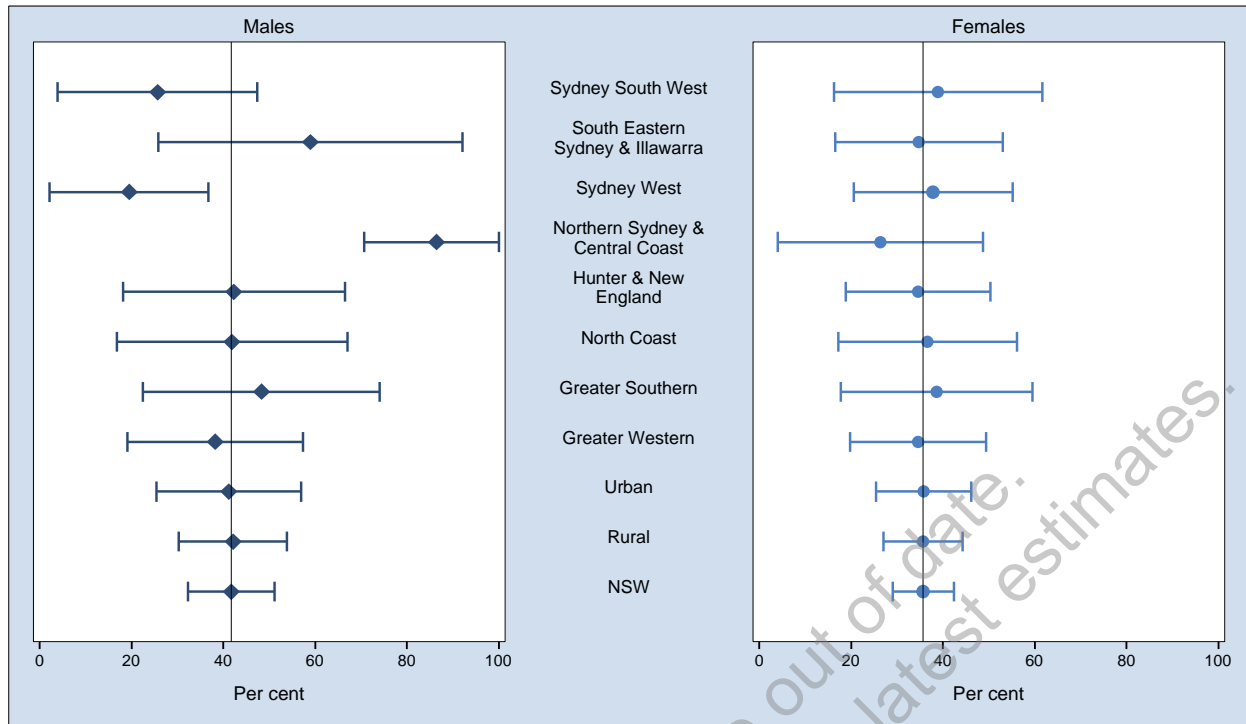 Males
Females
Sydney South West
South Eastern
Sydney & Illawarra
Sydney West
Northern Sydney &
Central Coast
Hunter & New
England
North Coast
Greater Southern
Greater Western
Urban
Rural
NSW
0 20 40 60 80 100
0 20 40 60 80 100
Per cent
Per cent
out of date.
latest estimates.